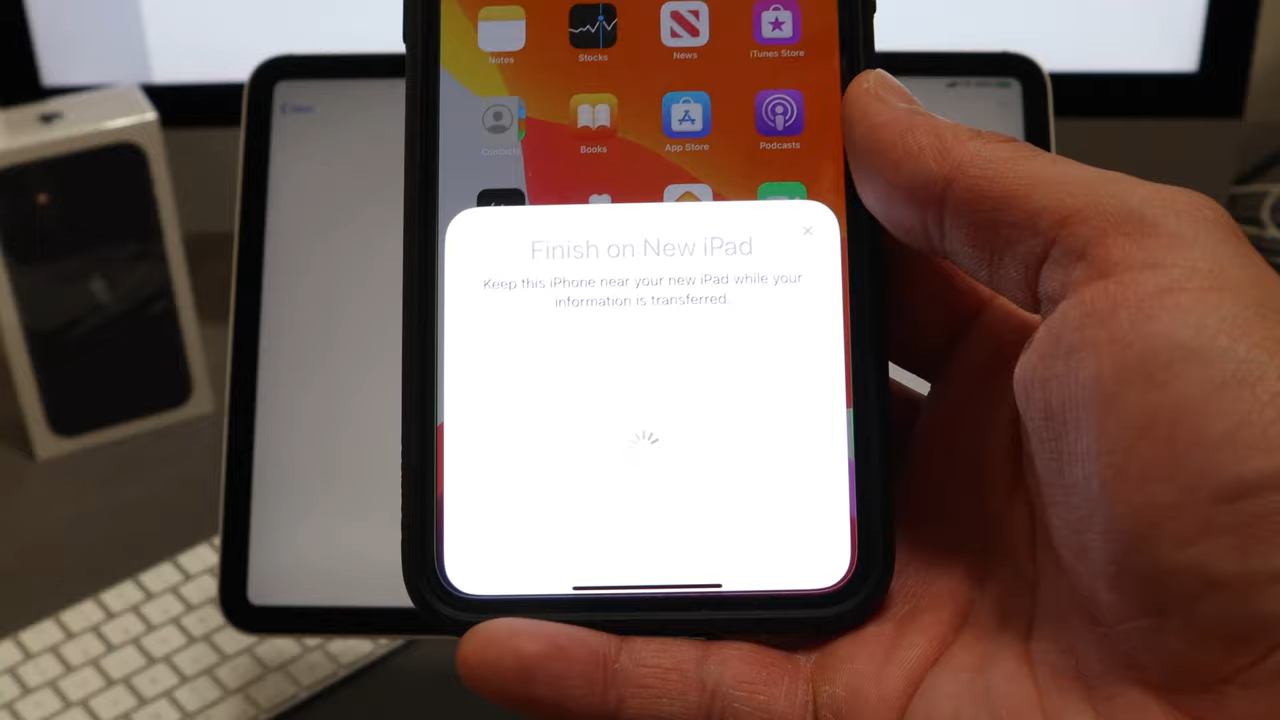 Notes Stocks News iTunes Store
Contacts Books App Store Podcasts
Finish on New iPad
Keep this iPhone near your new iPad while your
information is transferred.